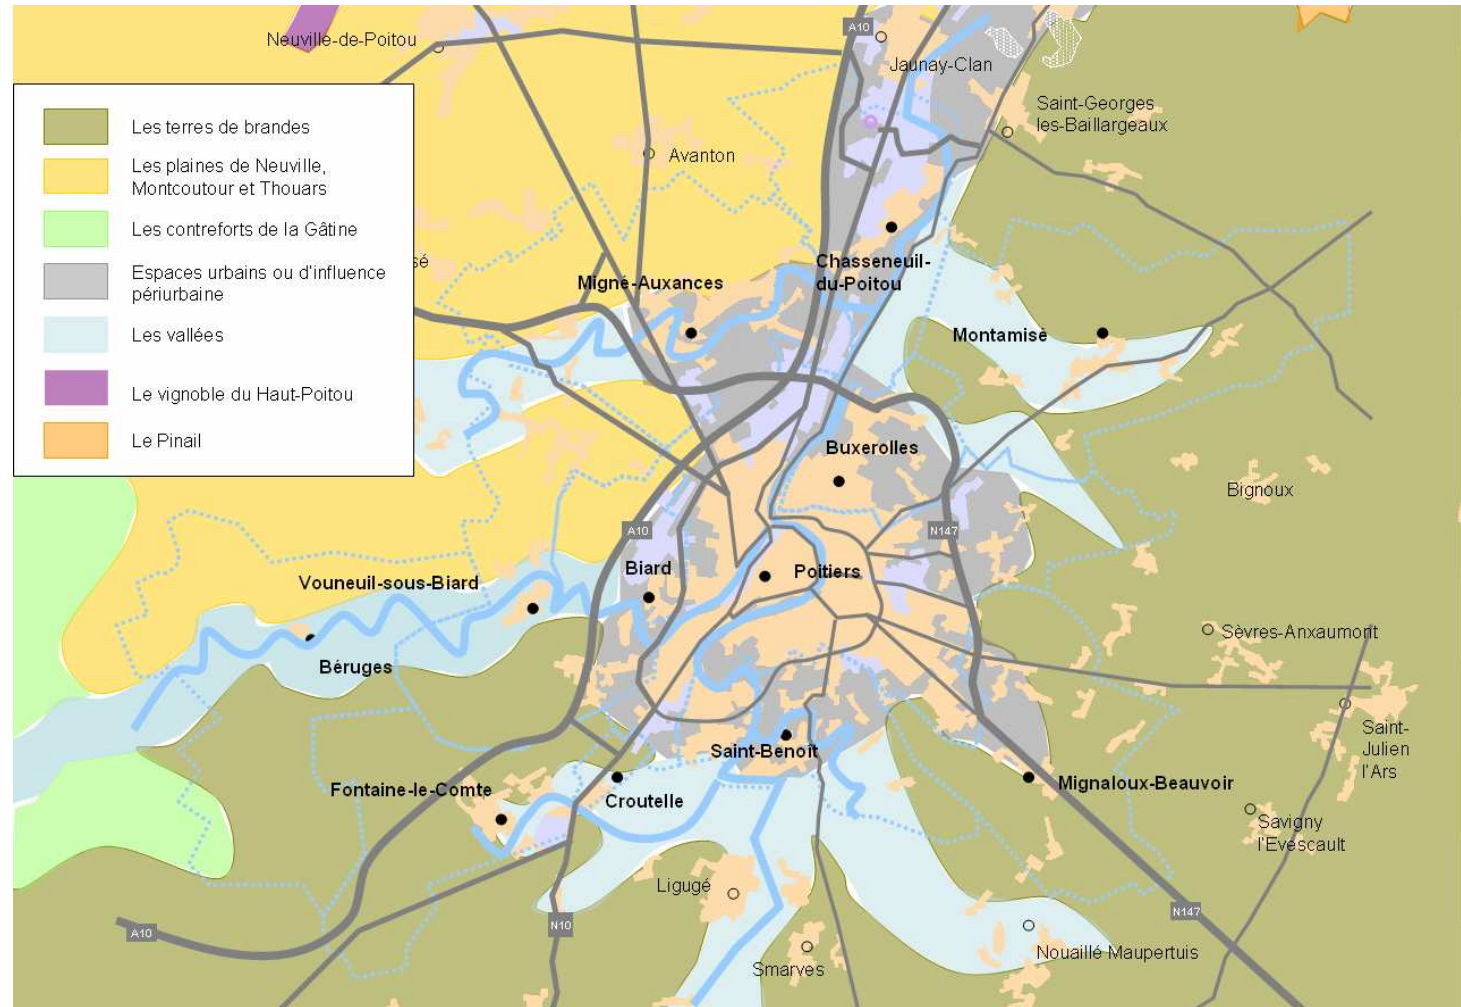 Neuville-de-Poitou
A10
Jaunay-Clan
Saint-Georges
les-Baillargeaux
Avanton
Les terres de brandes
Les plaines de Neuville,
Montcoutour et Thouars
Les contreforts de la Gâtine
Espaces urbains ou d'influence
périurbaine
Les vallées
Le vignoble du Haut-Poitou
Le Pinail
sé
Migné-Auxances
Chasseneuil-
du-Poitou
Montamisé
Buxerolles
Bignoux
A10
N147
Vouneuil-sous-Biard
Biard
Poitiers
Sèvres-Anxaumont
Béruges
Saint-Benoît
Saint-
Julien
l'Ars
Fontaine-le-Comte
Croutelle
Mignaloux-Beauvoir
Savigny
l'Evescault
Ligugé
N147
A10
N10
Nouaillé Maupertuis
Smarves